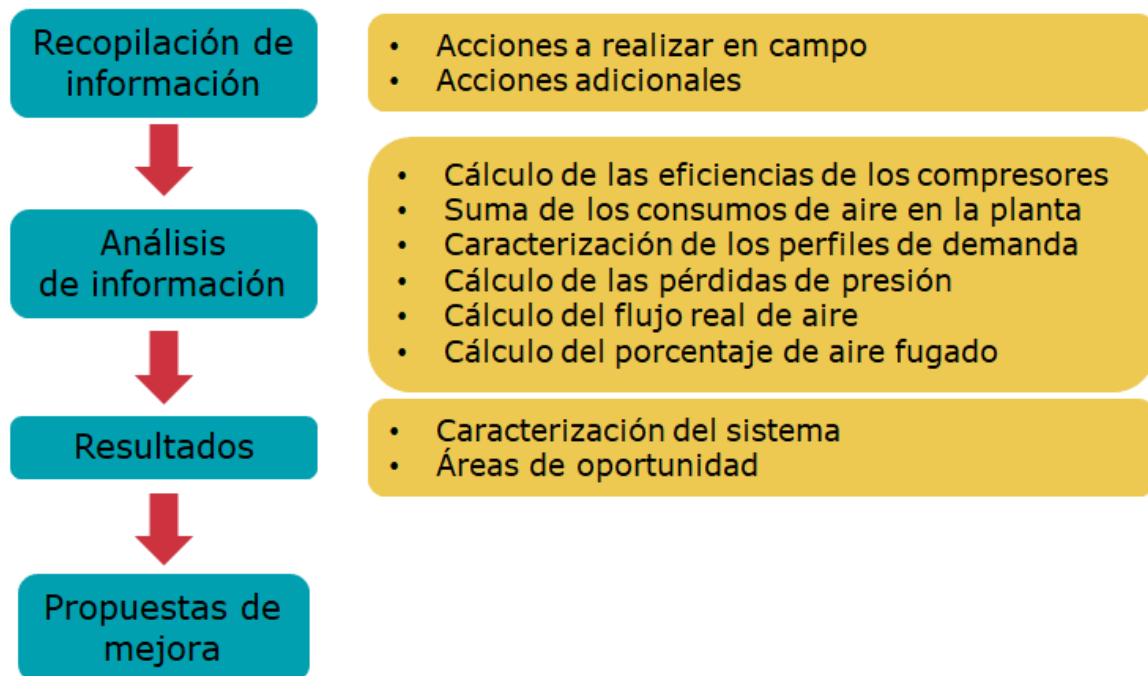 Recopilación de
información
• Acciones a realizar en campo
• Acciones adicionales
Análisis
de información
• Cálculo de las eficiencias de los compresores
• Suma de los consumos de aire en la planta
• Caracterización de los perfiles de demanda
• Cálculo de las pérdidas de presión
• Cálculo del flujo real de aire
• Cálculo del porcentaje de aire fugado
Resultados
• Caracterización del sistema
• Áreas de oportunidad
Propuestas de
mejora